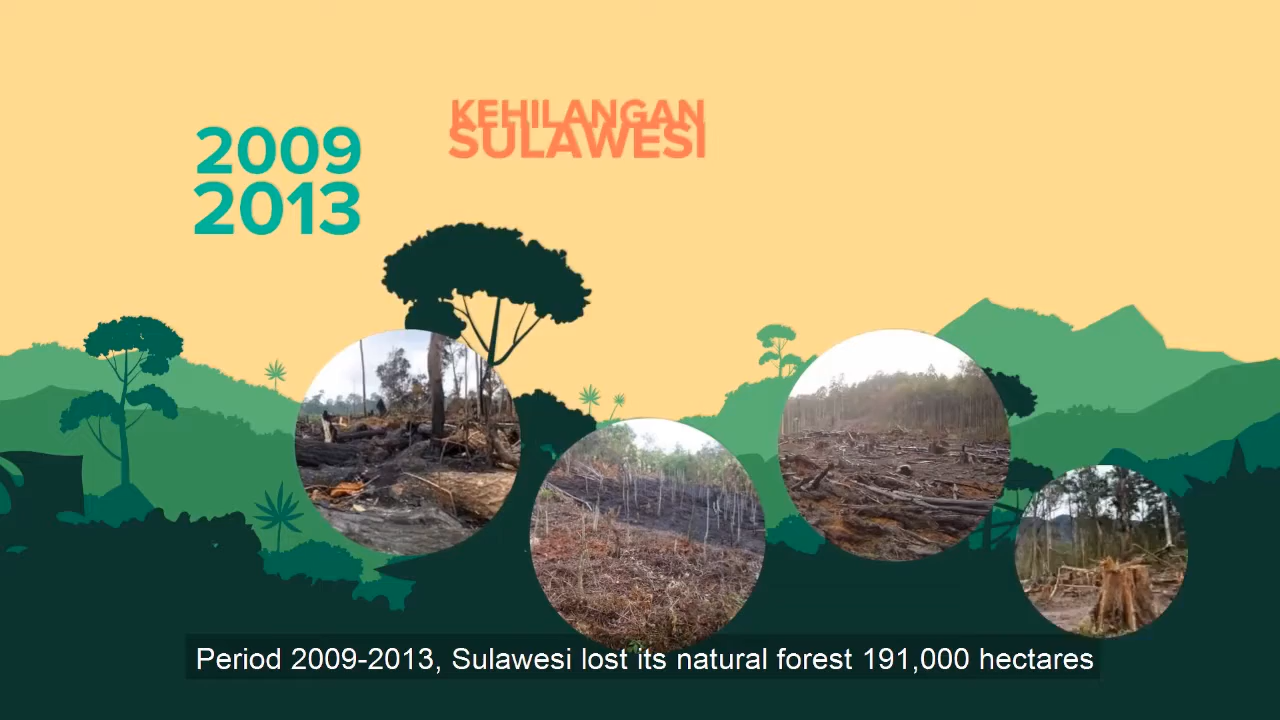 2009
2013
KEHILANGAN
SULAWESI
Period 2009-2013, Sulawesi lost its natural forest 191,000 hectares